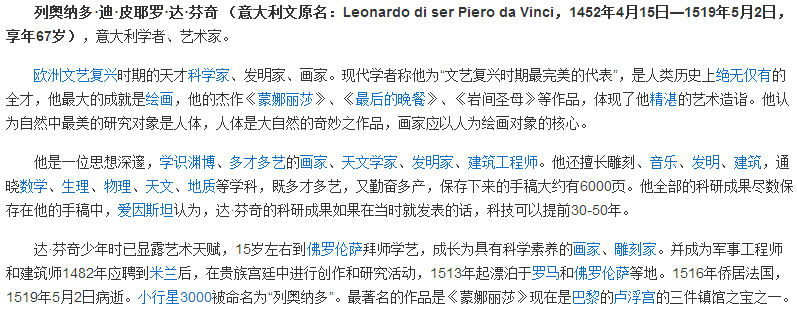 列奥纳多·迪·皮耶罗·达·芬奇 （意大利文原名：Leonardo di ser Piero da Vinci，1452年4月15日—1519年5月2日，
享年67岁），意大利学者、艺术家。
欧洲文艺复兴时期的天才科学家、发明家、画家。现代学者称他为“文艺复兴时期最完美的代表”，是人类历史上绝无仅有的
全才，他最大的成就是绘画，他的杰作《蒙娜丽莎》、《最后的晚餐》、《岩间圣母》等作品，体现了他精湛的艺术造诣。他认
为自然中最美的研究对象是人体，人体是大自然的奇妙之作品，画家应以人为绘画对象的核心。
他是一位思想深邃，学识渊博、多才多艺的画家、天文学家、发明家、建筑工程师。他还擅长雕刻、音乐、发明、建筑，通
晓数学、生理、物理、天文、地质等学科，既多才多艺，又勤奋多产，保存下来的手稿大约有6000页。他全部的科研成果尽数保
存在他的手稿中，爱因斯坦认为，达·芬奇的科研成果如果在当时就发表的话，科技可以提前30-50年。
达·芬奇少年时已显露艺术天赋，15岁左右到佛罗伦萨拜师学艺，成长为具有科学素养的画家、雕刻家。并成为军事工程师
和建筑师1482年应聘到米兰后，在贵族宫廷中进行创作和研究活动，1513年起漂泊于罗马和佛罗伦萨等地。1516年侨居法国，
1519年5月2日病逝。小行星3000被命名为“列奥纳多”。最著名的作品是《蒙娜丽莎》现在是巴黎的卢浮宫的三件镇馆之宝之一。